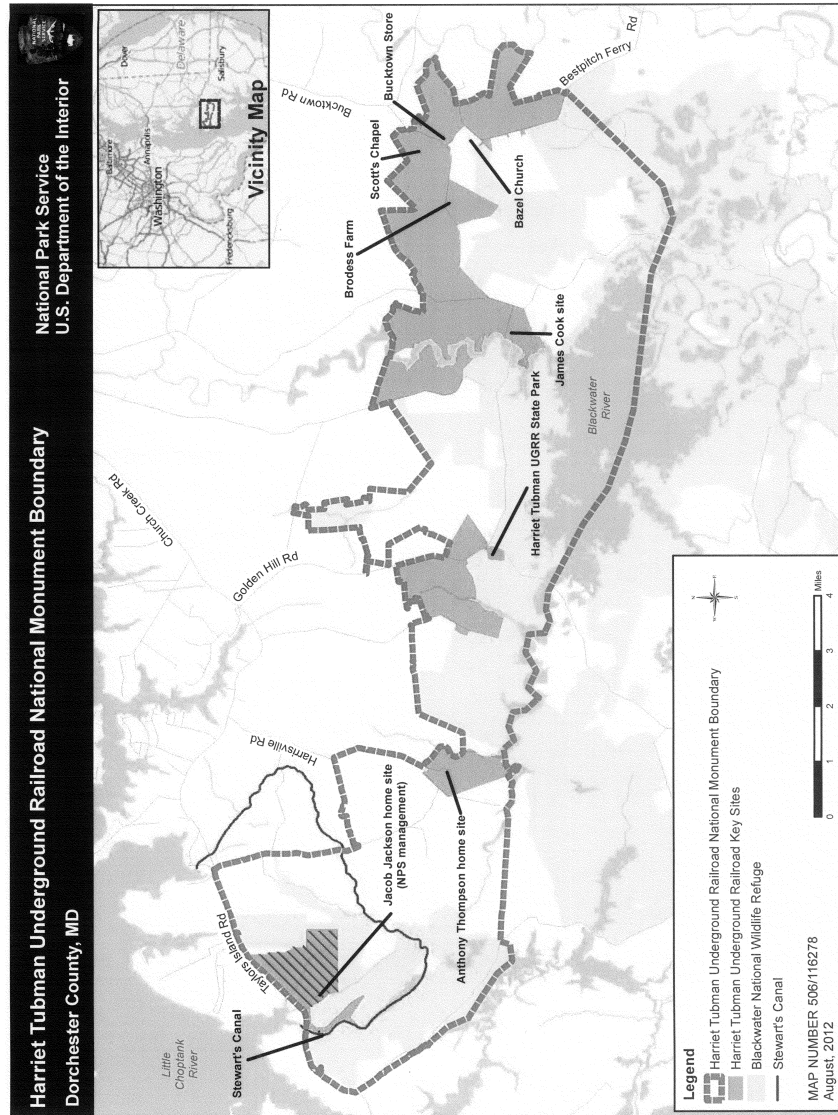 Harriet Tubman Underground Railroad National Monument Boundary
Dorchester County, MD
National Park Service
U.S. Department of the Interior
NATIONAL
PARK
SERVICE
Dover
Delaware
Salisbury
Baltimore
Annapolis
Washington
Fredericksburg
Vicinity Map
Church Creek Rd
Golden Hill Rd
Harrisville Rd
Taylors Island Rd
Bucktown Rd
Bestpitch Ferry
Rd
Little
Choptank
River
Stewart's Canal
Jacob Jackson home site
(NPS management)
Anthony Thompson home site
Harriet Tubman UGRR State Park
James Cook site
Brodess Farm
Scott's Chapel
Bucktown Store
Bazel Church
Blackwater
River
Legend
Harriet Tubman Underground Railroad National Monument Boundary
Harriet Tubman Underground Railroad Key Sites
Blackwater National Wildlife Refuge
Stewart's Canal
MAP NUMBER 506/116278
August, 2012
0
1
2
3
4
Miles